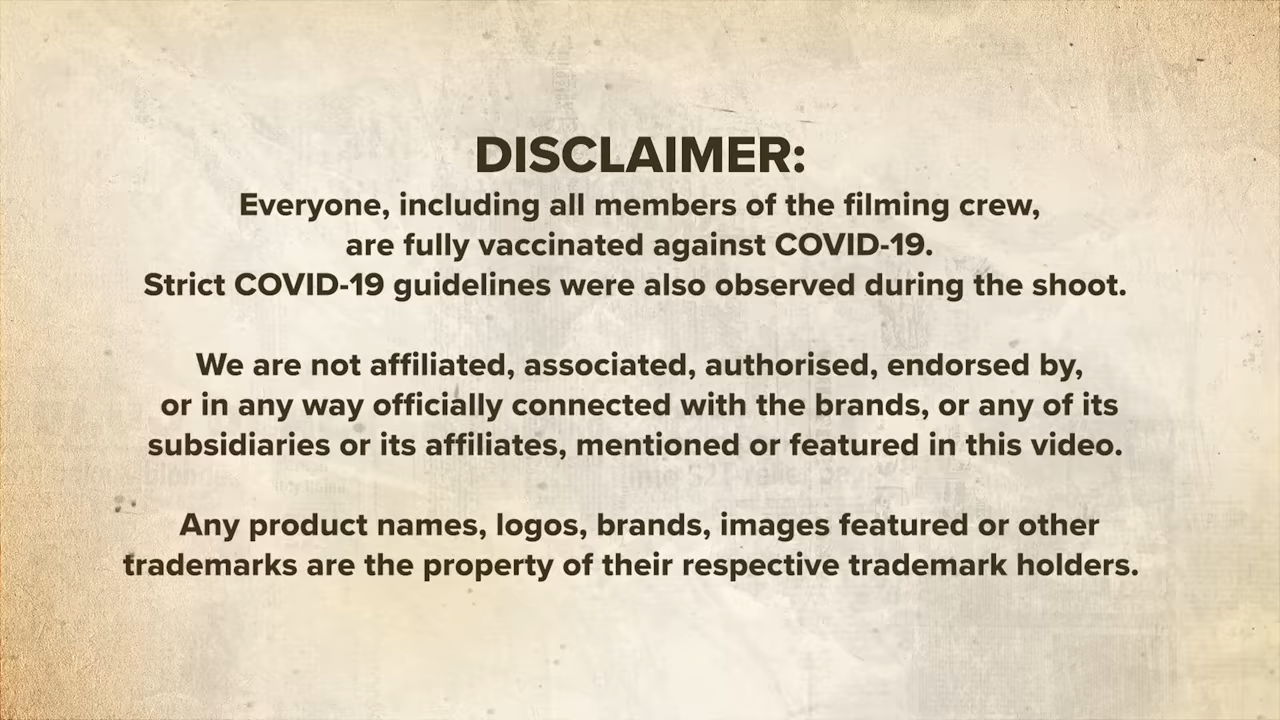 DISCLAIMER:
Everyone, including all members of the filming crew,
are fully vaccinated against COVID-19.
Strict COVID-19 guidelines were also observed during the shoot.
We are not affiliated, associated, authorised, endorsed by,
or in any way officially connected with the brands, or any of its
subsidiaries or its affiliates, mentioned or featured in this video.
Any product names, logos, brands, images featured or other
trademarks are the property of their respective trademark holders.